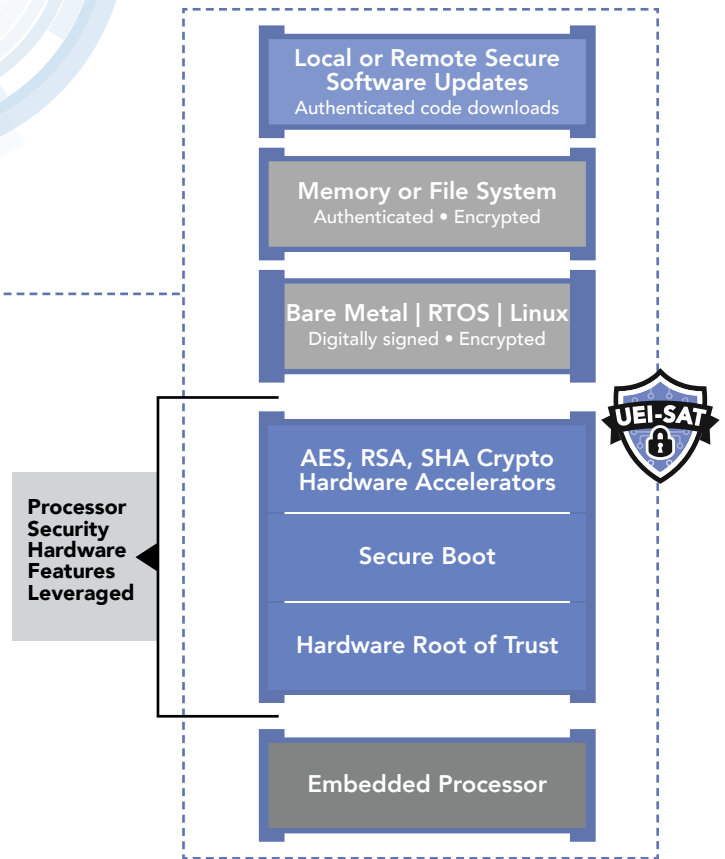 Local or Remote Secure
Software Updates
Authenticated code downloads
Memory or File System
Authenticated • Encrypted
Bare Metal | RTOS | Linux
Digitally signed • Encrypted
UEI-SAT
AES, RSA, SHA Crypto
Hardware Accelerators
Secure Boot
Hardware Root of Trust
Processor
Security
Hardware
Features
Leveraged
Embedded Processor